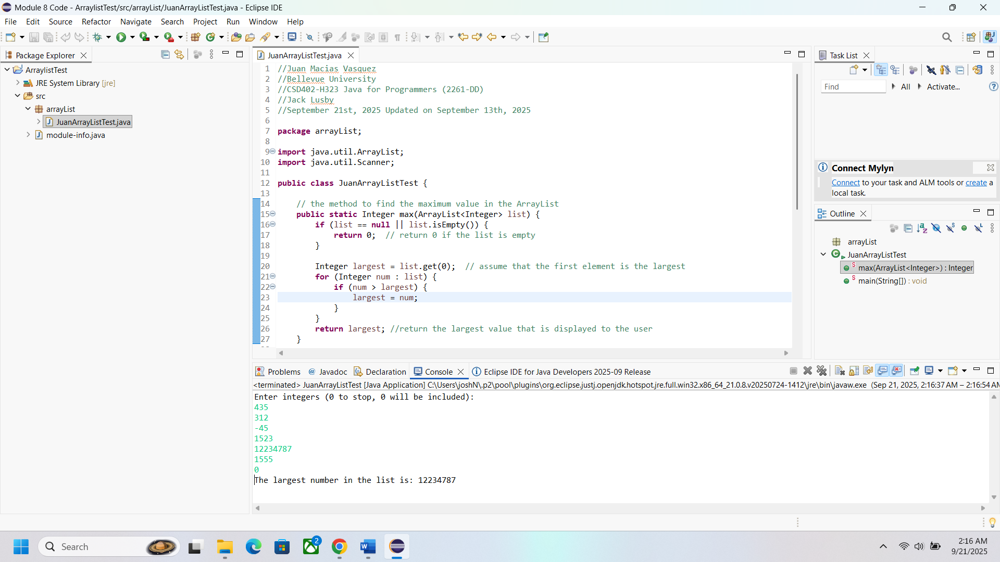 Module 8 Code - ArraylistTest/src/arrayList/JuanArrayListTest.java - Eclipse IDE
File Edit Source Refactor Navigate Search Project Run Window Help
Package Explorer
ArraylistTest
JRE System Library [jre]
src
arrayList
JuanArrayListTest.java
module-info.java
JuanArrayListTest.java
1 //Juan Macias Vasquez
2 //Bellevue University
3 //CSD402-H323 Java for Programmers (2261-DD)
4 //Jack Lusby
5 //September 21st, 2025 Updated on September 13th, 2025
6
7 package arrayList;
8
9 import java.util.ArrayList;
10 import java.util.Scanner;
11
12 public class JuanArrayListTest {
13
14     // the method to find the maximum value in the ArrayList
15     public static Integer max(ArrayList<Integer> list) {
16         if (list == null || list.isEmpty()) {
17             return 0;  // return 0 if the list is empty
18         }
19
20         Integer largest = list.get(0);  // assume that the first element is the largest
21         for (Integer num : list) {
22             if (num > largest) {
23                 largest = num;
24             }
25         }
26         return largest; //return the largest value that is displayed to the user
27     }
Task List
Find All Activate...
Connect Mylyn
Connect to your task and ALM tools or create a
local task.
Outline
arrayList
JuanArrayListTest
max(ArrayList<Integer>) : Integer
main(String[]) : void
Problems Javadoc Declaration Console Eclipse IDE for Java Developers 2025-09 Release
<terminated> JuanArrayListTest [Java Application] C:\Users\joshN\.p2\pool\plugins\org.eclipse.justj.openjdk.hotspot.jre.full.win32.x86_64_21.0.8.v20250724-1412\jre\bin\javaw.exe (Sep 21, 2025, 2:16:37 AM – 2:16:54 AM
Enter integers (0 to stop, 0 will be included):
435
312
-45
1523
12234787
1555
0
The largest number in the list is: 12234787
Search
2
2:16 AM
9/21/2025